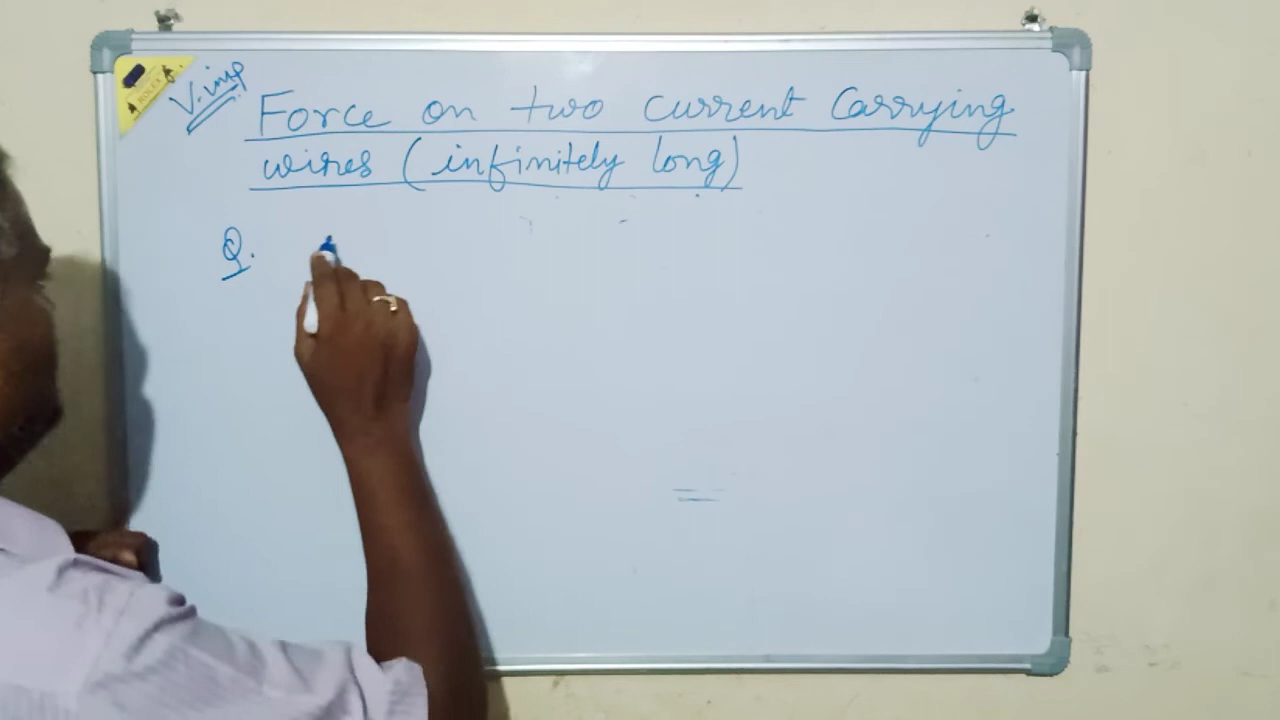 V. imp
Force on two current Carrying
wires (infinitely long)
Q.